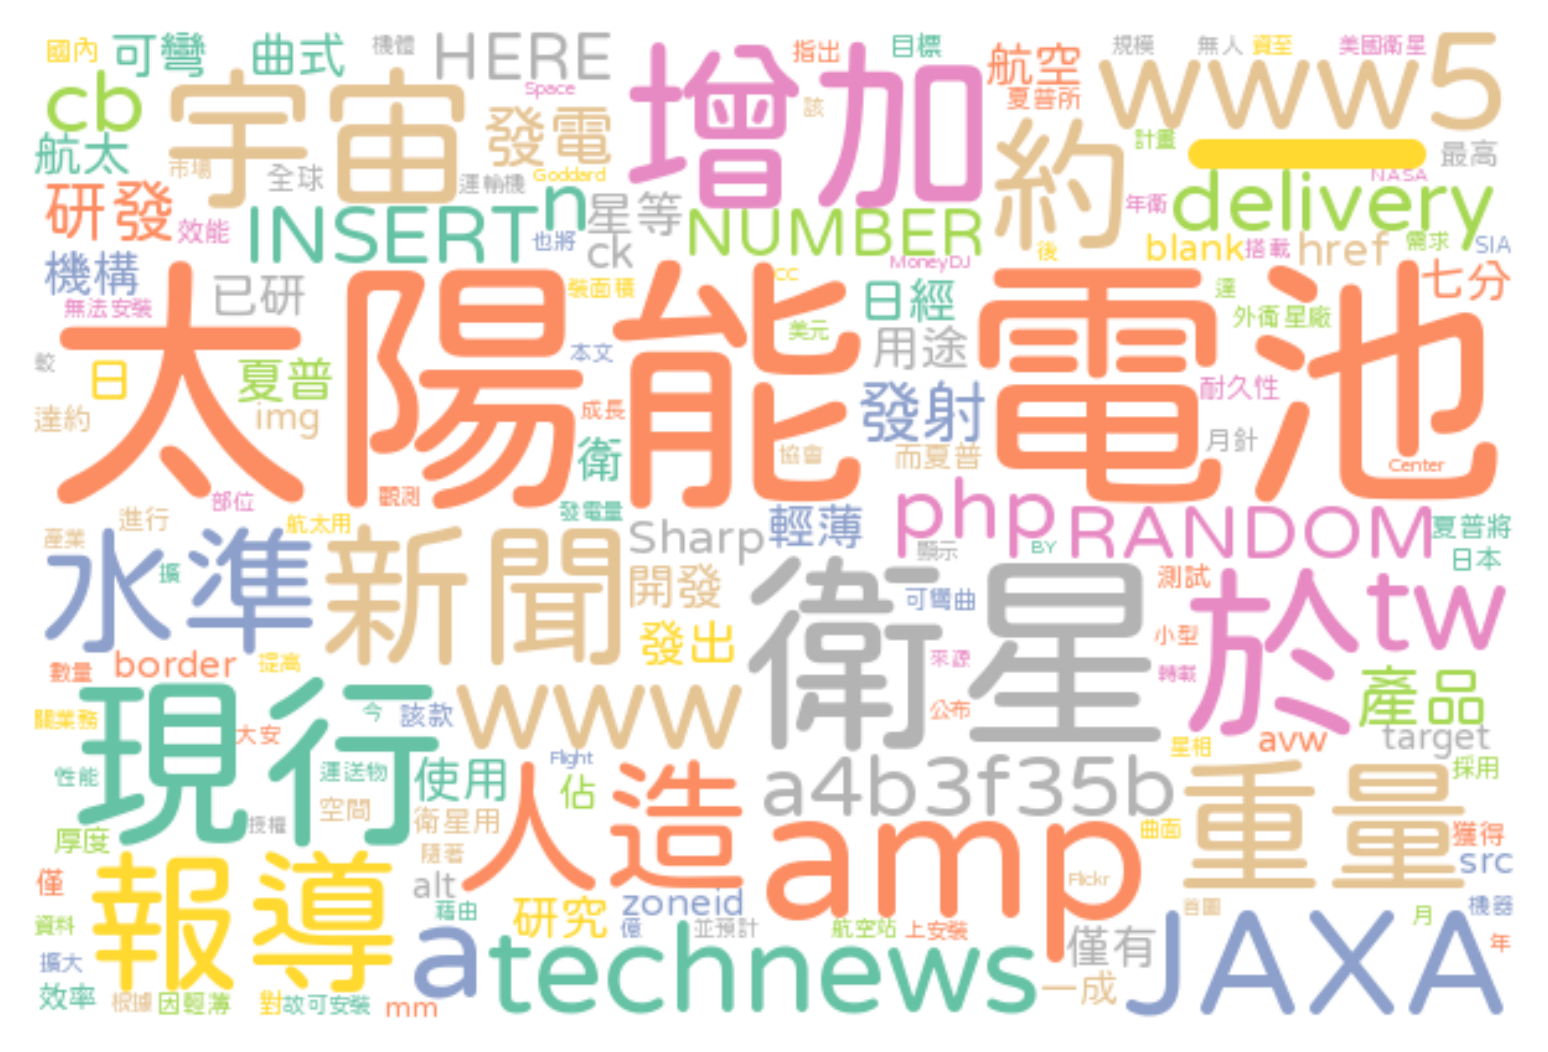 國內 可彎 曲式 機體 HERE
cb 宇宙 Space 發電 增加 指出 目標 該 航空 夏普所 規模 無人 資至 美國衛星 www 5
航太 市場 全球 運輸機 Goddard 約 計畫 最高
研發 效能 INSERT n 星等 NUMBER 年衛 NASA delivery
機構 也將 ck MoneyDJ 後 blank 搭載 href 需求 SIA
無法安裝 已研 裝面積 cc 日經 達 外衛星廠 七分
太陽能電池
較 日 夏普 本文 美元 用途 耐久性
達約 img 成長 發射 月針
衛 協會 而夏普 Center
部位 觀測 發電量 php RANDOM 夏普將
產業 進行 航太用 Sharp 輕薄 顯示 BY 日本
水準 擴 新聞 開發 衛星 可彎曲 測試 於 tw
發出 來源 小型
數量 border 提高 轉載 產品
關業務 現行 大安 今 該款 www 公布 星相 avw target
性能 運送物 使用 Flight 佔 a4b3f35b 重量 採用
厚度 授權 空間 衛星用 人造 amp 曲面 獲得
僅 報導 隨著 alt Flickr src
資料 藉由 研究 zoneid 首圖 月 機器
擴大 a technews 億 並預計 航空站 上安裝 僅有 JAXA 年
效率 根據 因輕薄 對 故可安裝 mm 一成